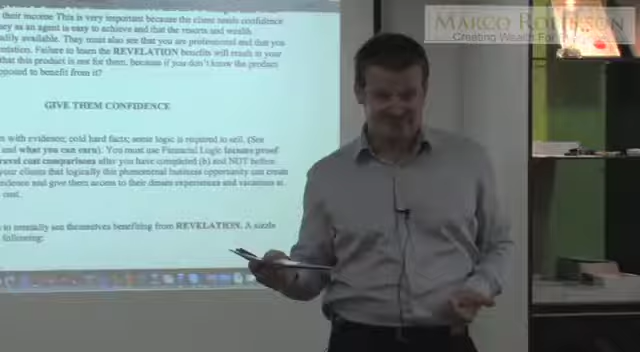 MARCO ROBINSON
Creating Wealth For
their income This is very important because the client needs confidence
as an agent is easy to achieve and that the resorts and wealth
available. They must also see that you are professional and that you
Failure to learn the REVELATION benefits will result in your
that this product is not for them, because if you don't know the product
to benefit from it?
GIVE THEM CONFIDENCE
with evidence; cold hard facts; some logic is required to sell. (See
and what you can earn). You must use Financial Logic
travel cost comparisons after you have completed (b) and NOT before
your clients that logically this phenomenal business opportunity can create
and give them access to their dream experiences and vacations at
cost.
to mentally see themselves benefiting from REVELATION. A sizzle
following: